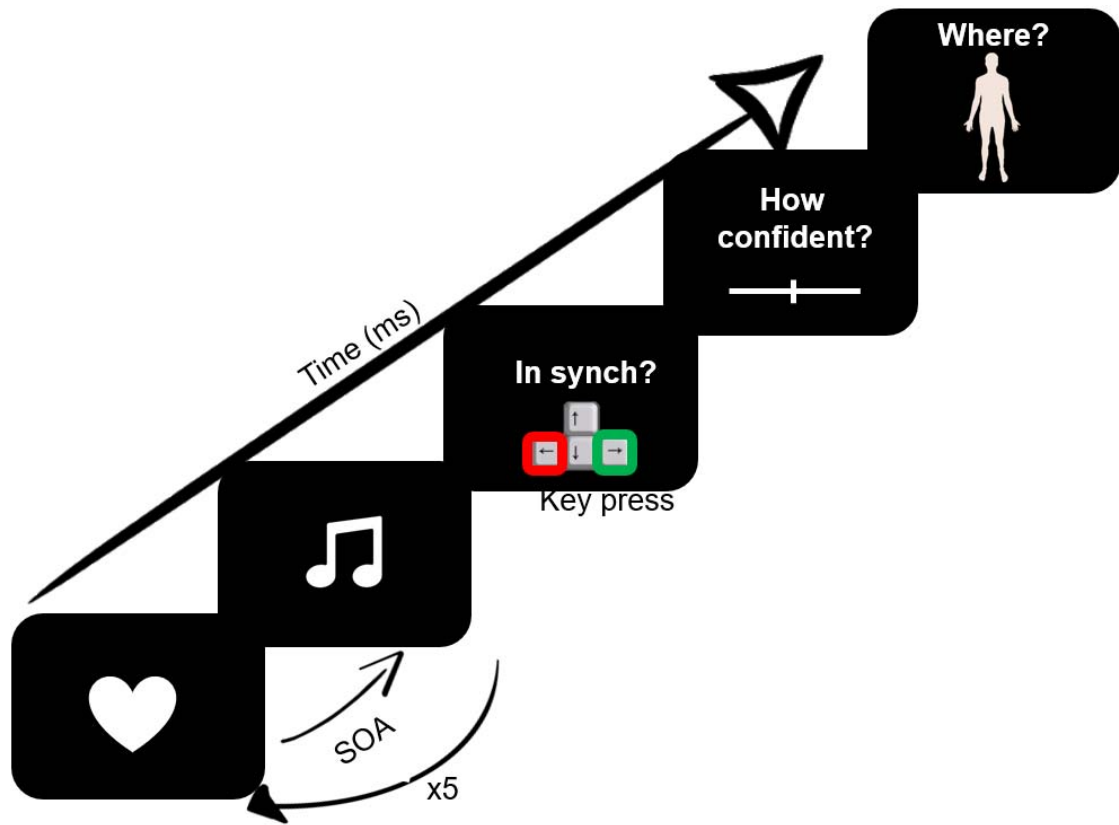 Where?
How
confident?
Time (ms)
In synch?
↑
← ↓ →
Key press
SOA
x5